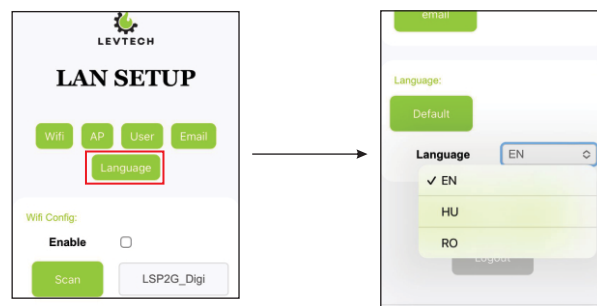 LEVTECH
LAN SETUP
Wifi AP User Email
Language
Wifi Config:
Enable
Scan LSP2G_Digi
email
Language:
Default
Language EN
✓ EN
HU
RO
Logout